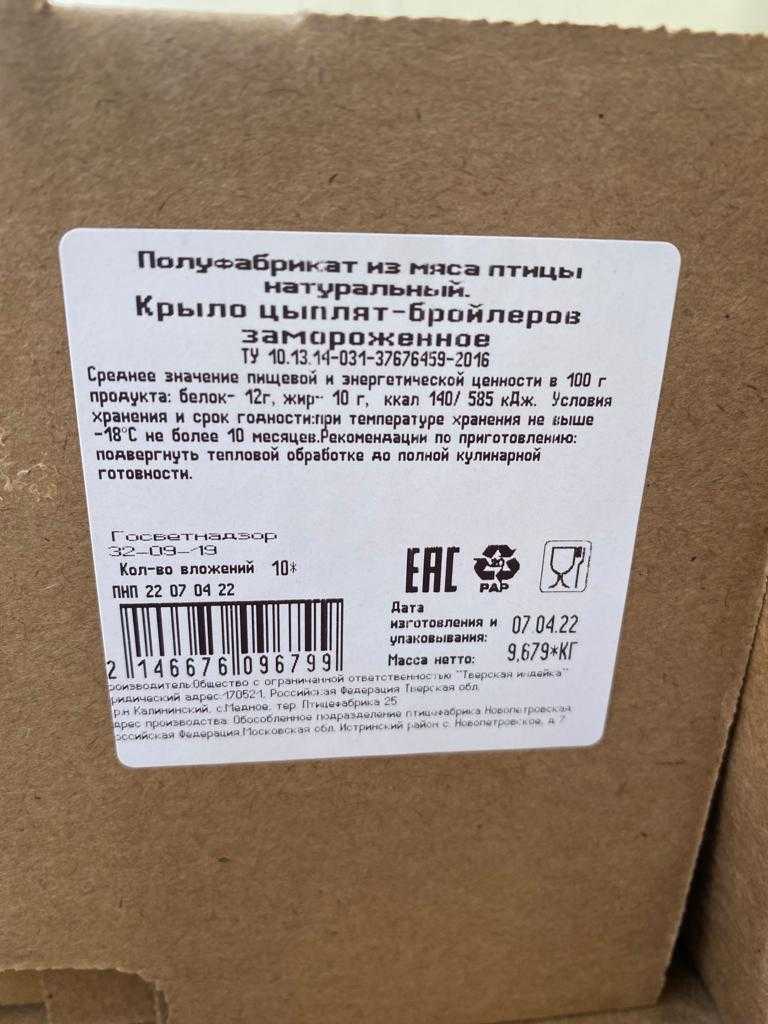 Полуфабрикат из мяса птицы
натуральный.
Крыло цыплят-бройлеров
замороженное
ТУ 10.13.14-031-37676459-2016
Среднее значение пищевой и энергетической ценности в 100 г
продукта: белок- 12г, жир- 10 г, ккал 140/ 585 кДж. Условия
хранения и срок годности:при температуре хранения не выше
-18°С не более 10 месяцев.Рекомендации по приготовлению:
подвергнуть тепловой обработке до полной кулинарной
готовности.
Госветнадзор
32-09-19
Кол-во вложений 10*
ПНП 22 07 04 22
EAC
20
PAP
Дата
изготовления и
упаковывания: 07.04.22
Масса нетто: 9,679*КГ
2 146676 096799
оизводитель:Общество с ограниченной ответственностью "Тверская индейка"
ридический адрес:170521, Российская Федерация Тверская обл.
р.н Калининский, с.Медное, тер. Птицефабрика 25
дрес производства: Обособленное подразделение птицефабрика Новопетровская,
оссийская Федерация,Московская обл. Истринский район с. Новопетровское, д. 7